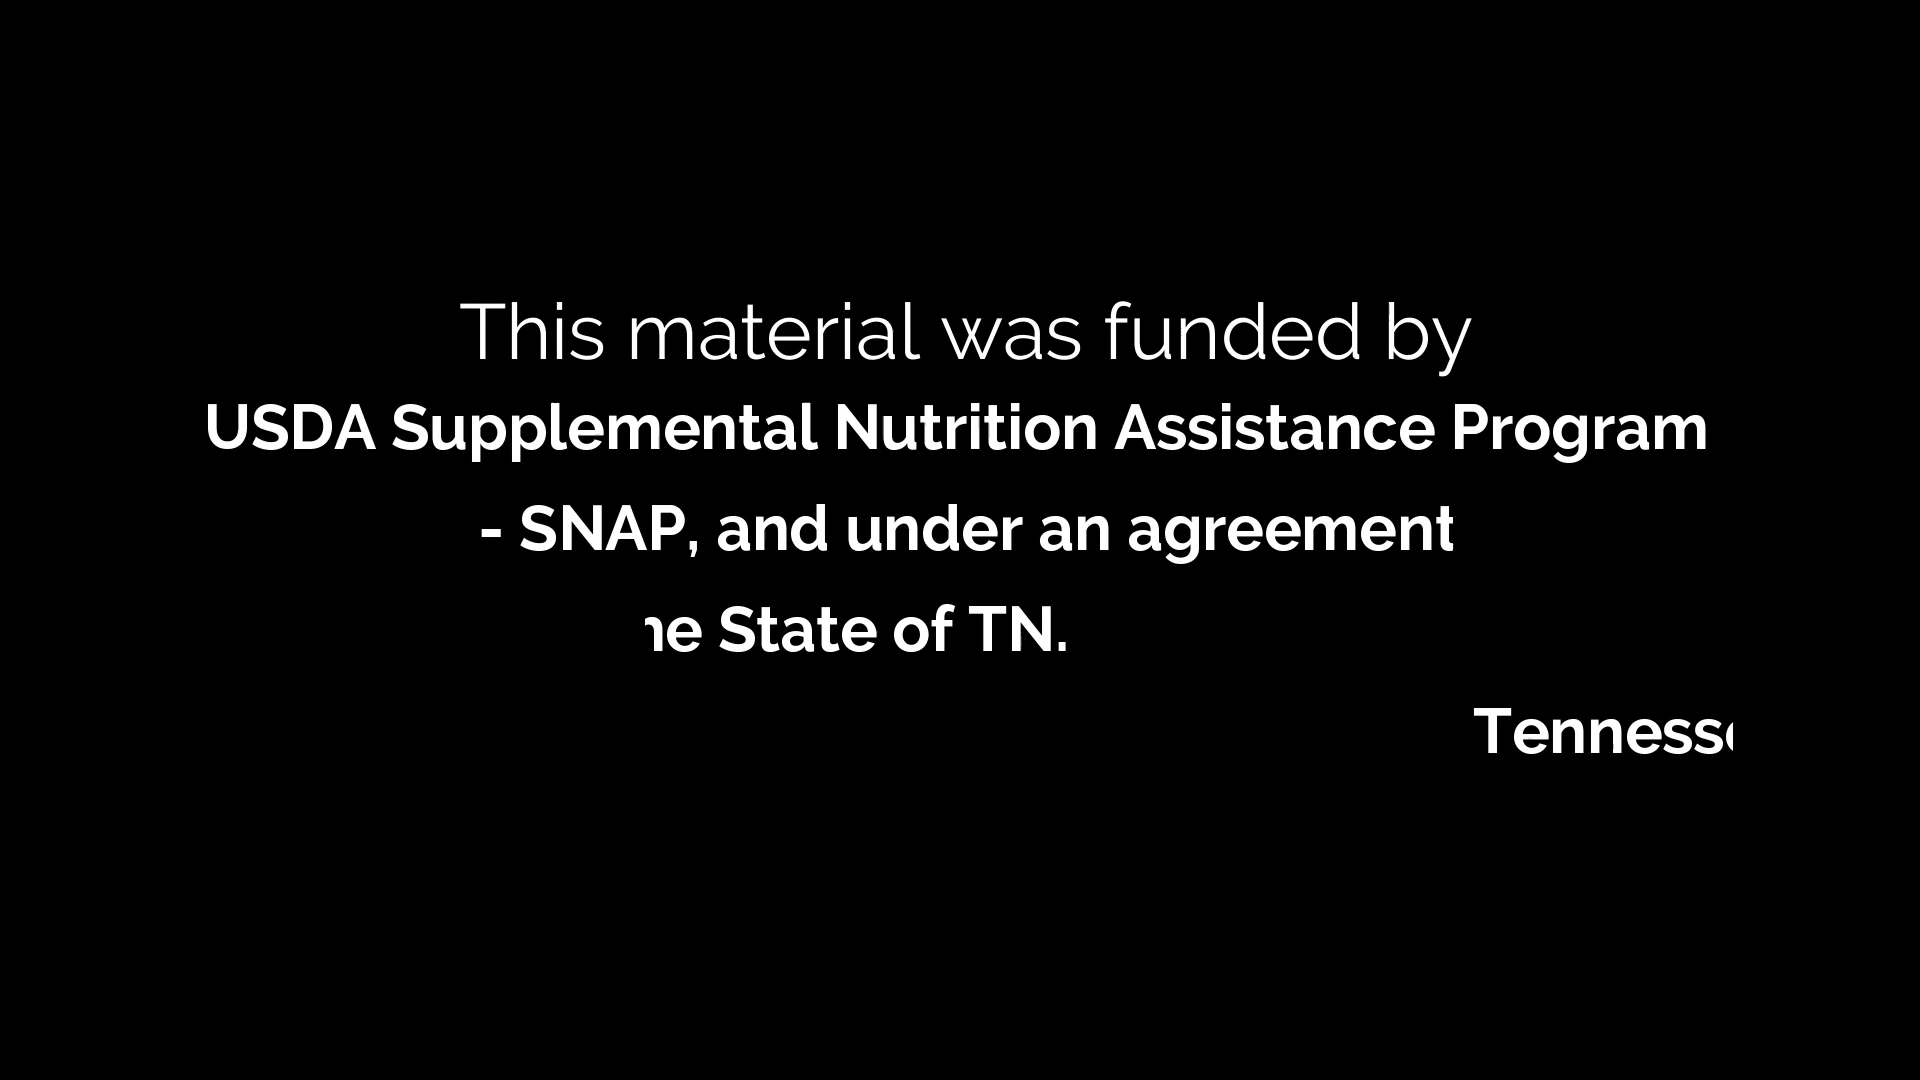 This material was funded by
USDA Supplemental Nutrition Assistance Program
- SNAP, and under an agreement
State of TN.